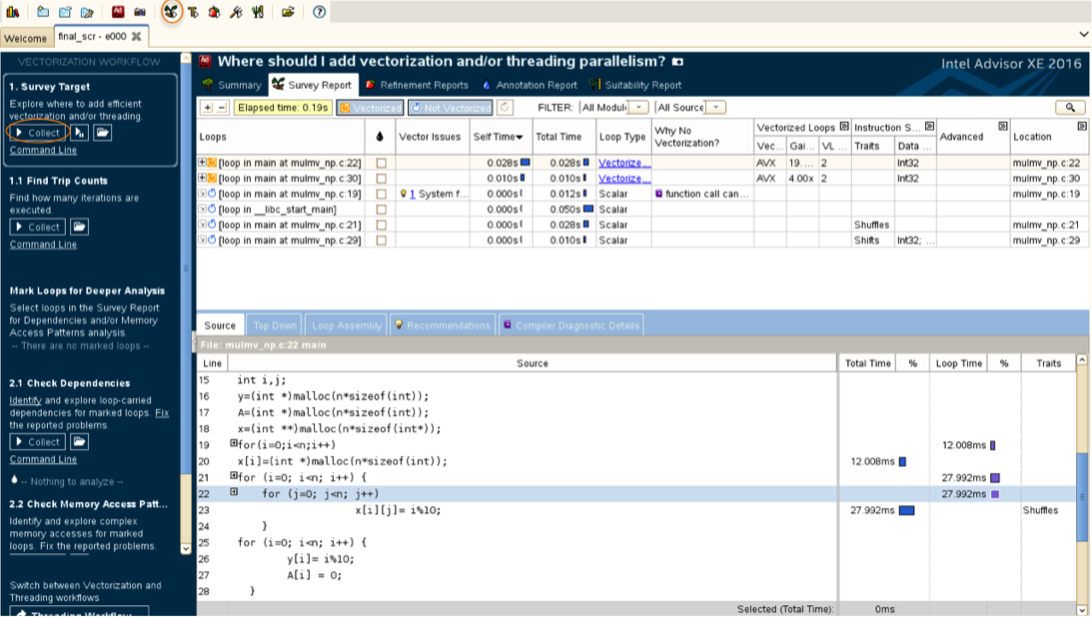 Welcome
final_scr - e000
VECTORIZATION WORKFLOW
1. Survey Target
Explore where to add efficient
vectorization and/or threading.
Collect
Command Line
1.1 Find Trip Counts
Find how many iterations are
executed.
Collect
Command Line
Mark Loops for Deeper Analysis
Select loops in the Survey Report
for Dependencies and/or Memory
Access Patterns analysis.
-- There are no marked loops --
2.1 Check Dependencies
Identify and explore loop-carried
dependencies for marked loops. Fix
the reported problems.
Collect
Command Line
-- Nothing to analyze --
2.2 Check Memory Access Patt...
Identify and explore complex
memory accesses for marked
loops. Fix the reported problems.
Switch between Vectorization and
Threading workflows
Threading Workflow
Where should I add vectorization and/or threading parallelism?
Intel Advisor XE 2016
Summary Survey Report Refinement Reports Annotation Report Suitability Report
+ - Elapsed time: 0.19s Vectorized Not Vectorized FILTER: All Modul All Source
Loops Vector Issues Self Time Total Time Loop Type Why No Vectorization? Vectorized Loops Instruction S... Advanced Location
Vec... Gai... VL ... Traits Data ...
[loop in main at mulmv_np.c:22] 0.028s 0.028s Vectorize... AVX 19.... 2 Int32 mulmv_np.c:22
[loop in main at mulmv_np.c:30] 0.010s 0.010s Vectorize... AVX 4.00x 2 Int32 mulmv_np.c:30
[loop in main at mulmv_np.c:19] 1 System f... 0.000s 0.012s Scalar function call can... mulmv_np.c:19
[loop in __libc_start_main] 0.000s 0.050s Scalar
[loop in main at mulmv_np.c:21] 0.000s 0.028s Scalar Shuffles mulmv_np.c:21
[loop in main at mulmv_np.c:29] 0.000s 0.010s Scalar Shifts Int32; ... mulmv_np.c:29
Source Top Down Loop Assembly Recommendations Compiler Diagnostic Details
File: mulmv_np.c:22 main
Line Source Total Time % Loop Time % Traits
15 int i,j;
16 y=(int *)malloc(n*sizeof(int));
17 A=(int *)malloc(n*sizeof(int));
18 x=(int **)malloc(n*sizeof(int*));
19 for(i=0;i<n;i++) 12.008ms
20 x[i]=(int *)malloc(n*sizeof(int)); 12.008ms
21 for (i=0; i<n; i++) { 27.992ms
22 for (j=0; j<n; j++) 27.992ms
23 x[i][j]= i%10; 27.992ms Shuffles
24 }
25 for (i=0; i<n; i++) {
26 y[i]= i%10;
27 A[i] = 0;
28 }
Selected (Total Time): 0ms